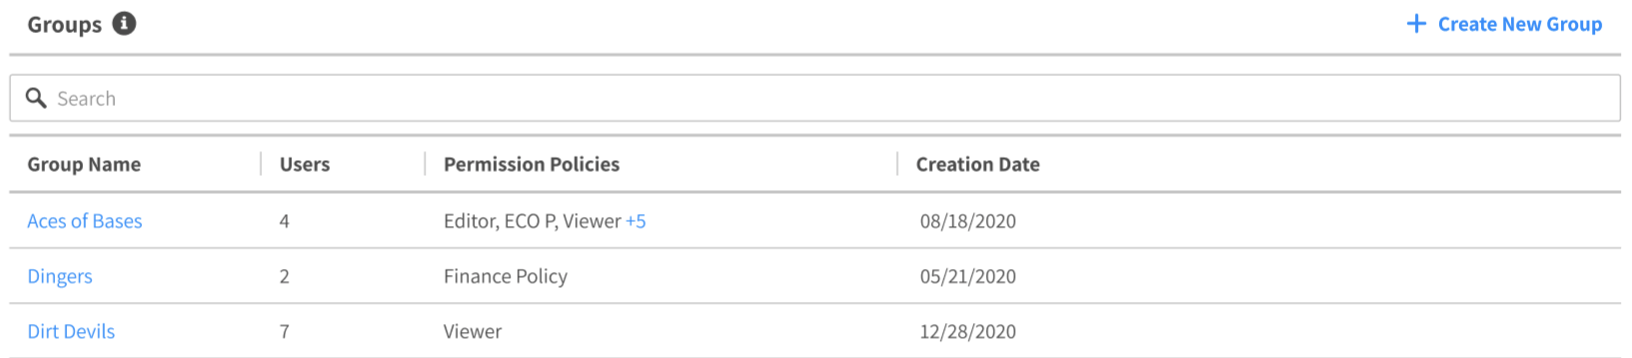 Groups
+ Create New Group
Search
Group Name Users Permission Policies Creation Date
Aces of Bases 4 Editor, ECO P, Viewer +5 08/18/2020
Dingers 2 Finance Policy 05/21/2020
Dirt Devils 7 Viewer 12/28/2020